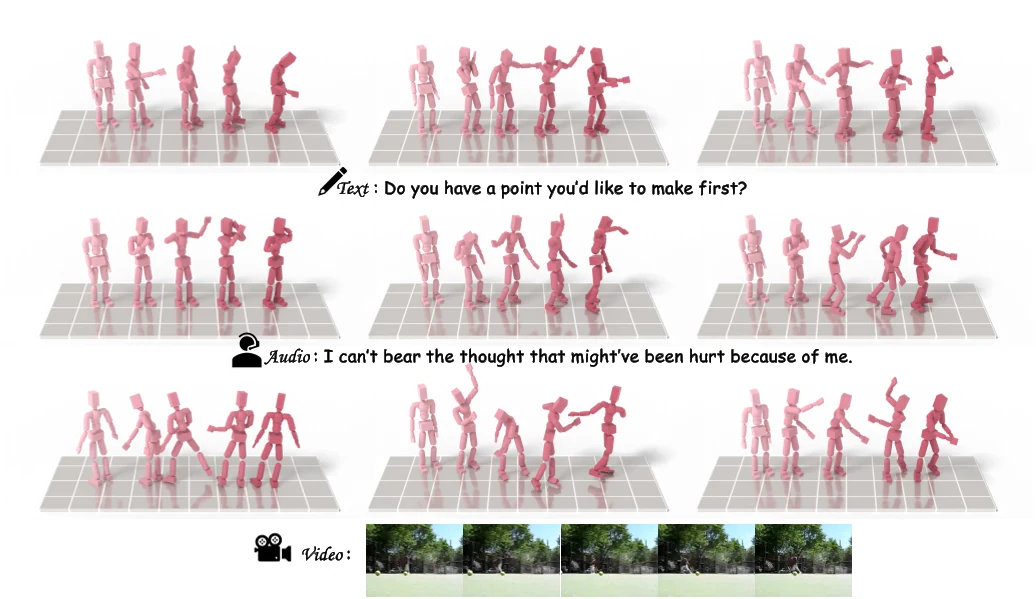 Text : Do you have a point you'd like to make first?
Audio : I can't bear the thought that might've been hurt because of me.
Video :